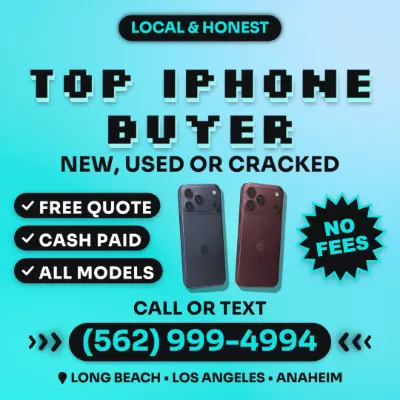 LOCAL & HONEST
TOP IPHONE
BUYER
NEW, USED OR CRACKED
FREE QUOTE
CASH PAID
ALL MODELS
NO
FEES
CALL OR TEXT
(562) 999-4994
LONG BEACH • LOS ANGELES • ANAHEIM